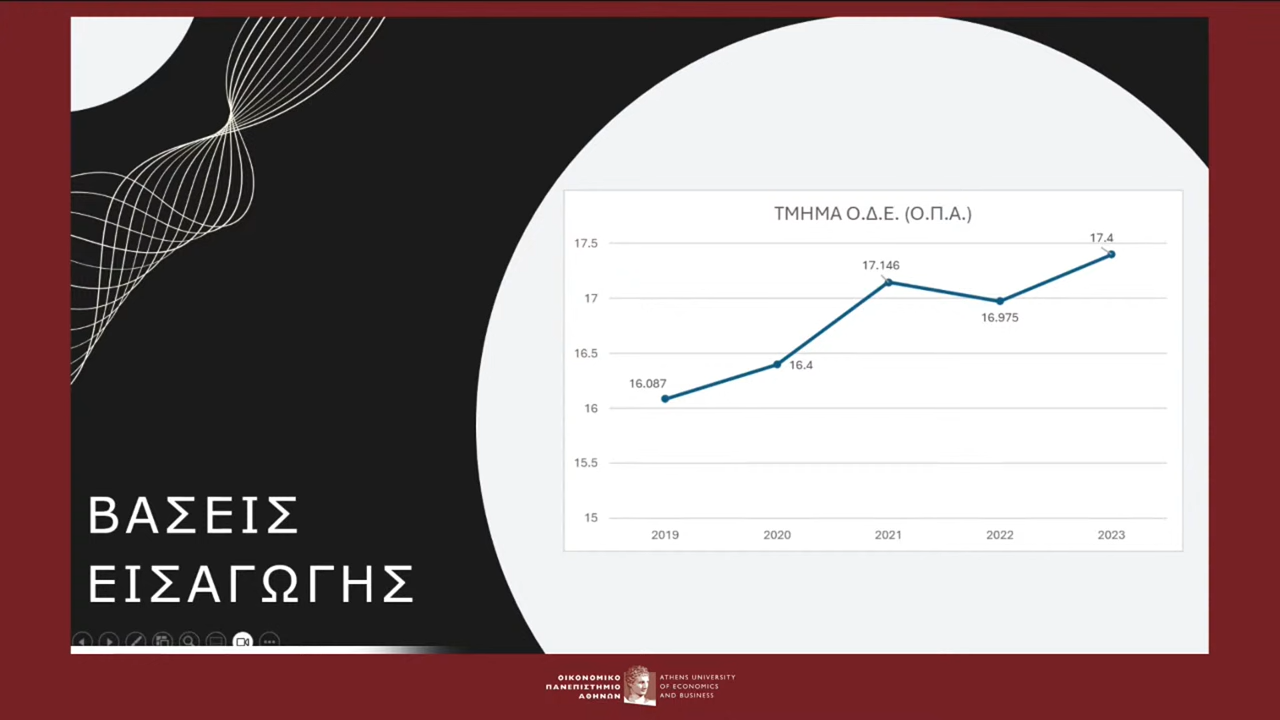 ΤΜΗΜΑ Ο.Δ.Ε. (Ο.Π.Α.)
17.5
17
16.5
16
15.5
15
16.087
16.4
17.146
16.975
17.4
2019 2020 2021 2022 2023
ΒΑΣΕΙΣ
ΕΙΣΑΓΩΓΗΣ
ΟΙΚΟΝΟΜΙΚΟ
ΠΑΝΕΠΙΣΤΗΜΙΟ
ΑΘΗΝΩΝ
ATHENS UNIVERSITY
OF ECONOMICS
AND BUSINESS